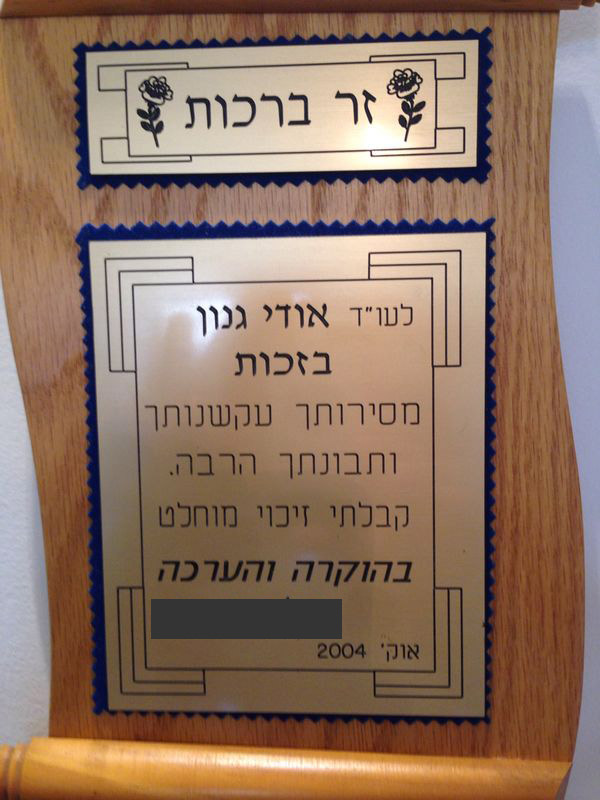 זר ברכות
לעו"ד אודי גנון
בזכות
מסירותך עקשנותך
ותבונתך הרבה.
קבלתי זיכוי מוחלט
בהוקרה והערכה
אוק' 2004